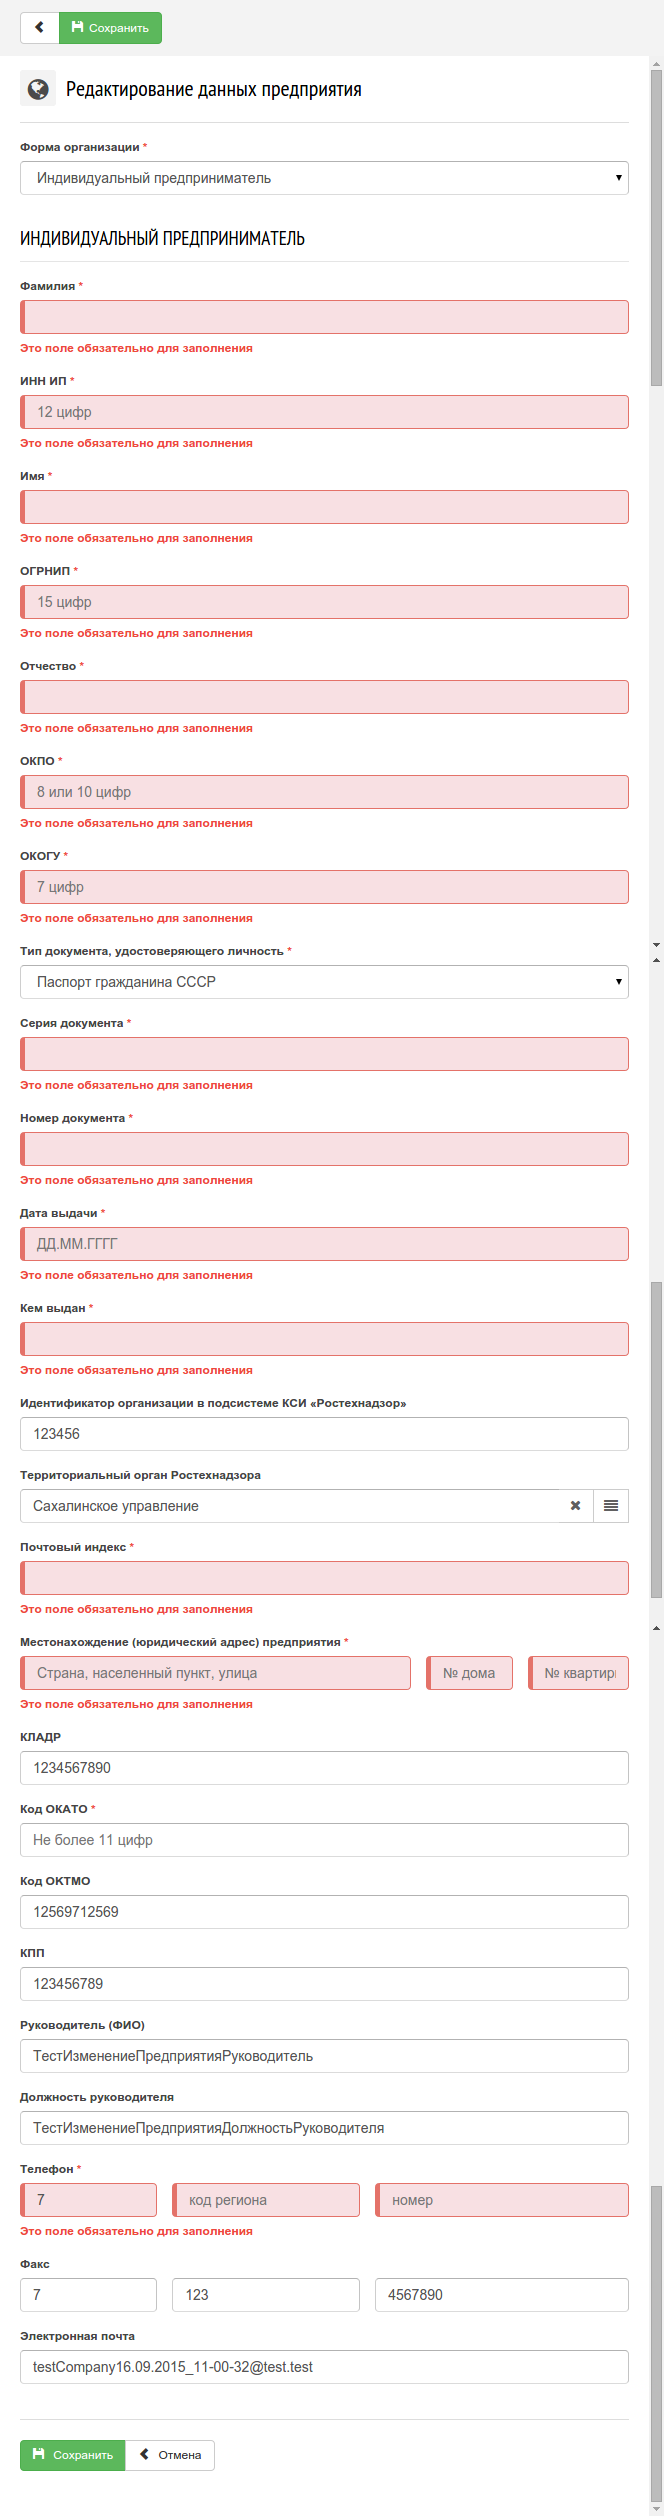 Сохранить
Редактирование данных предприятия
Форма организации *
Индивидуальный предприниматель
ИНДИВИДУАЛЬНЫЙ ПРЕДПРИНИМАТЕЛЬ
Фамилия *
Это поле обязательно для заполнения
ИНН ИП *
12 цифр
Это поле обязательно для заполнения
Имя *
Это поле обязательно для заполнения
ОГРНИП *
15 цифр
Это поле обязательно для заполнения
Отчество *
Это поле обязательно для заполнения
ОКПО *
8 или 10 цифр
Это поле обязательно для заполнения
ОКОГУ *
7 цифр
Это поле обязательно для заполнения
Тип документа, удостоверяющего личность *
Паспорт гражданина СССР
Серия документа *
Это поле обязательно для заполнения
Номер документа *
Это поле обязательно для заполнения
Дата выдачи *
ДД.ММ.ГГГГ
Это поле обязательно для заполнения
Кем выдан *
Это поле обязательно для заполнения
Идентификатор организации в подсистеме КСИ «Ростехнадзор»
123456
Территориальный орган Ростехнадзора
Сахалинское управление
Почтовый индекс *
Это поле обязательно для заполнения
Местонахождение (юридический адрес) предприятия *
Страна, населенный пункт, улица № дома № квартир
Это поле обязательно для заполнения
КЛАДР
1234567890
Код ОКАТО *
Не более 11 цифр
Код ОКТМО
12569712569
КПП
123456789
Руководитель (ФИО)
ТестИзменениеПредприятияРуководитель
Должность руководителя
ТестИзменениеПредприятияДолжностьРуководителя
Телефон *
7 код региона номер
Это поле обязательно для заполнения
Факс
7 123 4567890
Электронная почта
testCompany16.09.2015_11-00-32@test.test
Сохранить Отмена